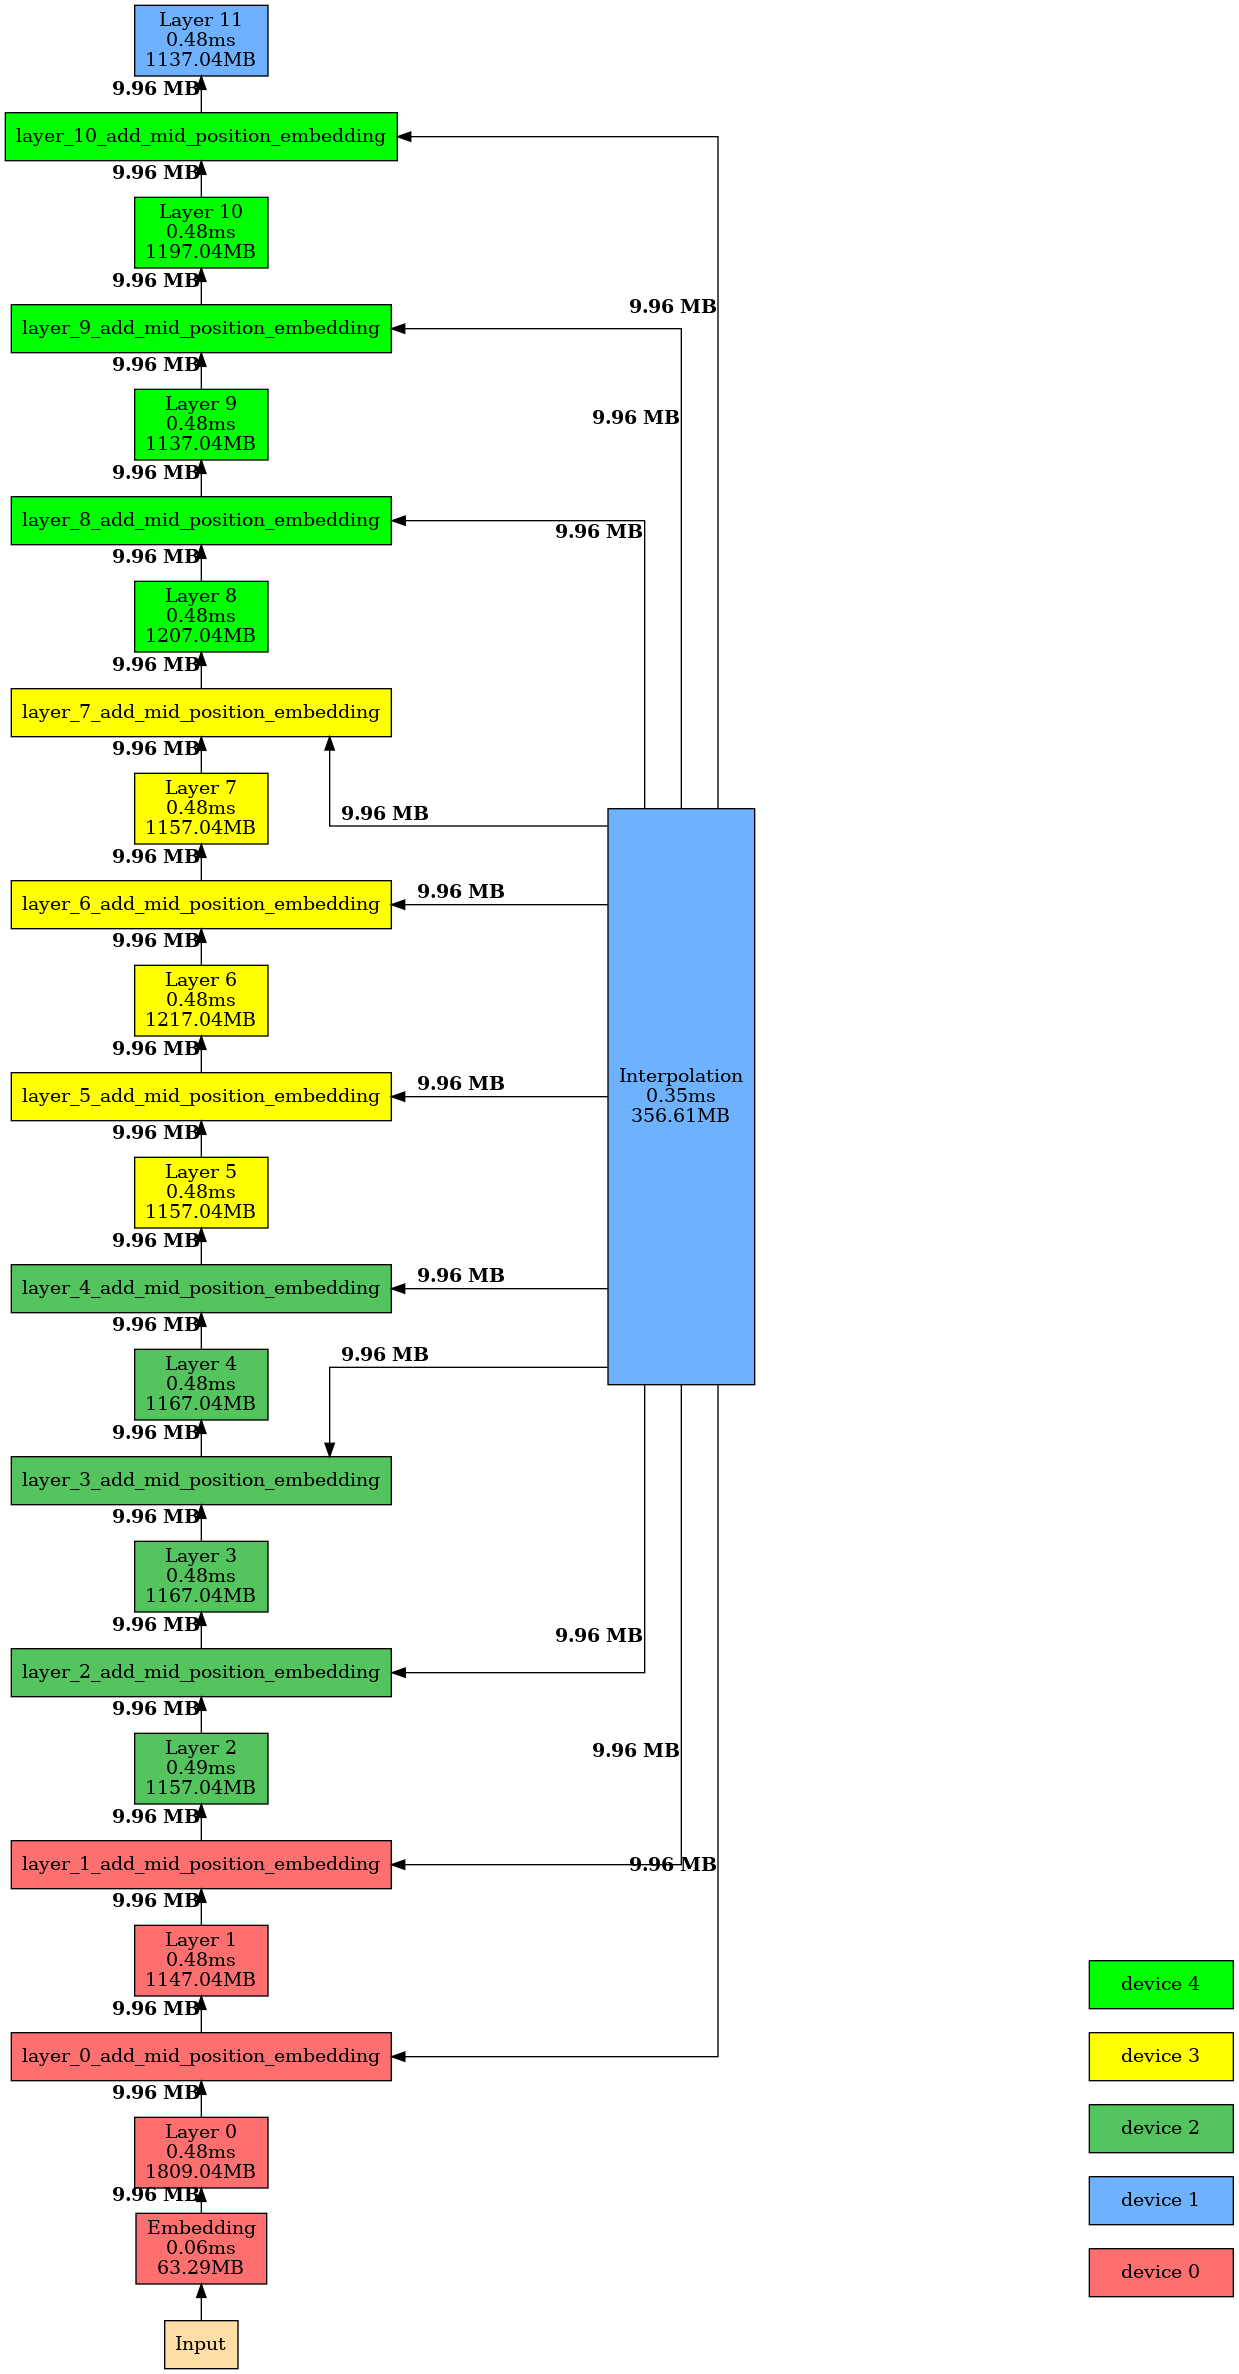 Layer 11
0.48ms
1137.04MB
9.96 MB
layer_10_add_mid_position_embedding
9.96 MB
Layer 10
0.48ms
1197.04MB
9.96 MB
9.96 MB
layer_9_add_mid_position_embedding
9.96 MB
Layer 9
0.48ms
1137.04MB
9.96 MB
9.96 MB
layer_8_add_mid_position_embedding
9.96 MB
9.96 MB
Layer 8
0.48ms
1207.04MB
9.96 MB
layer_7_add_mid_position_embedding
9.96 MB
Layer 7
0.48ms
1157.04MB
9.96 MB
9.96 MB
layer_6_add_mid_position_embedding
9.96 MB
9.96 MB
Layer 6
0.48ms
1217.04MB
9.96 MB
layer_5_add_mid_position_embedding
9.96 MB
Interpolation
0.35ms
356.61MB
9.96 MB
Layer 5
0.48ms
1157.04MB
9.96 MB
layer_4_add_mid_position_embedding
9.96 MB
9.96 MB
Layer 4
0.48ms
1167.04MB
9.96 MB
9.96 MB
layer_3_add_mid_position_embedding
9.96 MB
Layer 3
0.48ms
1167.04MB
9.96 MB
9.96 MB
layer_2_add_mid_position_embedding
9.96 MB
Layer 2
0.49ms
1157.04MB
9.96 MB
9.96 MB
layer_1_add_mid_position_embedding
9.96 MB
9.96 MB
Layer 1
0.48ms
1147.04MB
9.96 MB
layer_0_add_mid_position_embedding
9.96 MB
Layer 0
0.48ms
1809.04MB
9.96 MB
Embedding
0.06ms
63.29MB
Input
device 4
device 3
device 2
device 1
device 0